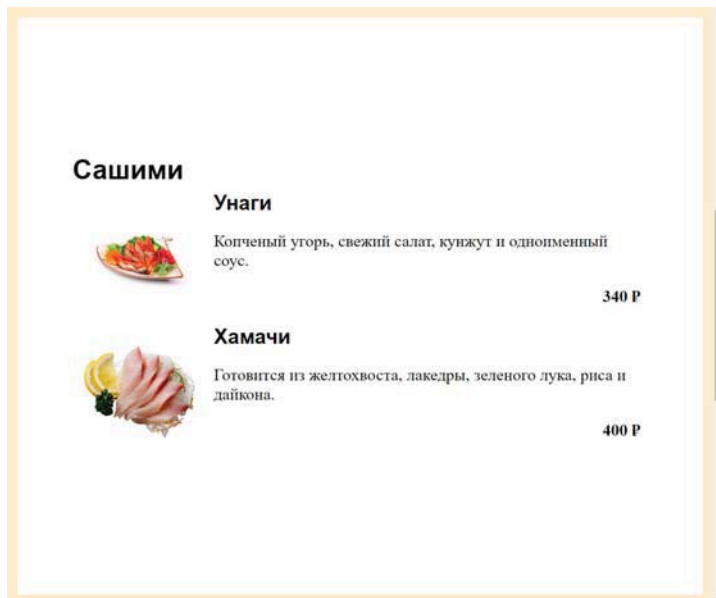 Сашими
Унаги
Копченый угорь, свежий салат, кунжут и одноименный
соус.
340 ₽
Хамачи
Готовится из желтохвоста, лакедры, зеленого лука, риса и
дайкона.
400 ₽